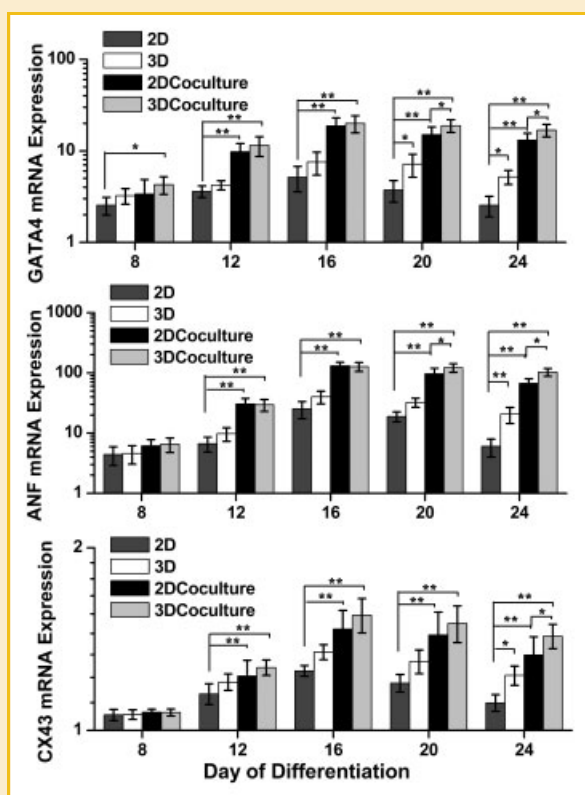 GATA4 mRNA Expression
100
10
1
2D
3D
2DCoculture
3DCoculture
*
**
**
**
**
**
**
*
*
**
**
*
*
8 12 16 20 24
ANF mRNA Expression
1000
100
10
1
2D
3D
2DCoculture
3DCoculture
**
**
**
**
**
**
*
**
**
**
*
8 12 16 20 24
CX43 mRNA Expression
2
1
2D
3D
2DCoculture
3DCoculture
**
**
**
**
**
**
**
**
*
*
8 12 16 20 24
Day of Differentiation